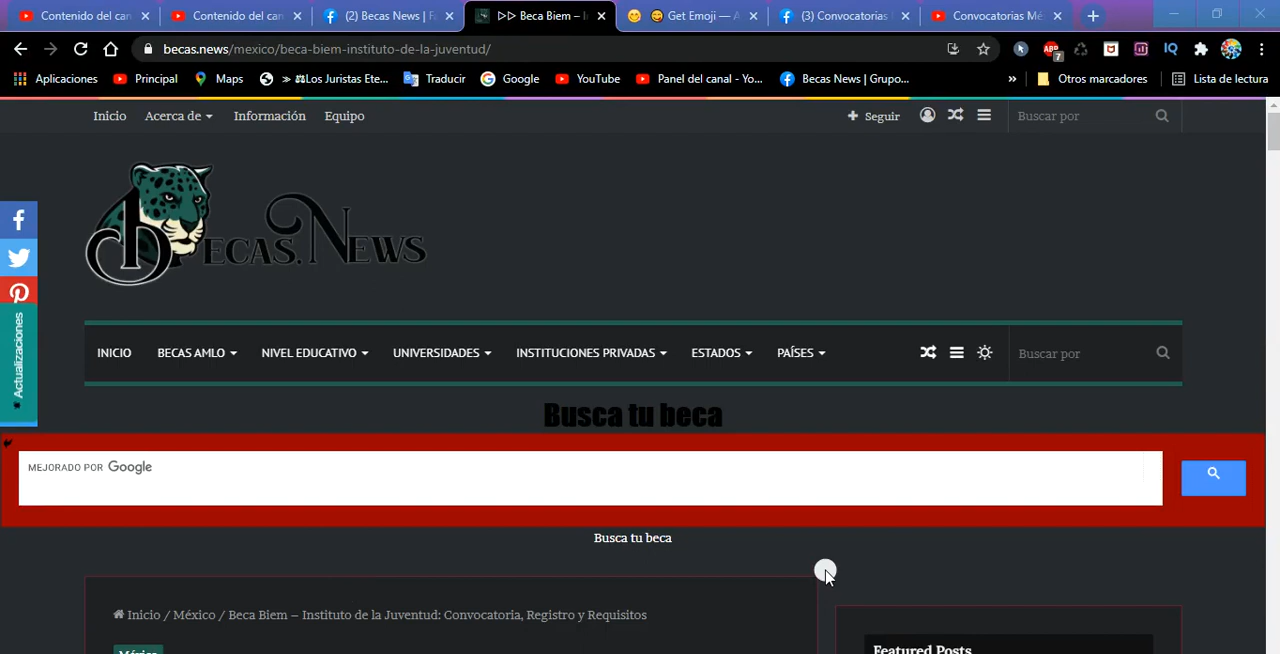 Contenido del can
Contenido del can
(2) Becas News | F
▷▷ Beca Biem – I
😀 Get Emoji — A
(3) Convocatorias
Convocatorias Mé
becas.news/mexico/beca-biem-instituto-de-la-juventud/
ABP 7 IQ
Aplicaciones Principal Maps » ⚖Los Juristas Ete... Traducir Google YouTube Panel del canal - Yo... Becas News | Grupo... » Otros marcadores Lista de lectura
Inicio Acerca de Información Equipo + Seguir Buscar por
BECAS.NEWS
Actualizaciones
INICIO BECAS AMLO NIVEL EDUCATIVO UNIVERSIDADES INSTITUCIONES PRIVADAS ESTADOS PAÍSES Buscar por
Busca tu beca
MEJORADO POR Google
Busca tu beca
Inicio / México / Beca Biem – Instituto de la Juventud: Convocatoria, Registro y Requisitos
México
Featured Posts